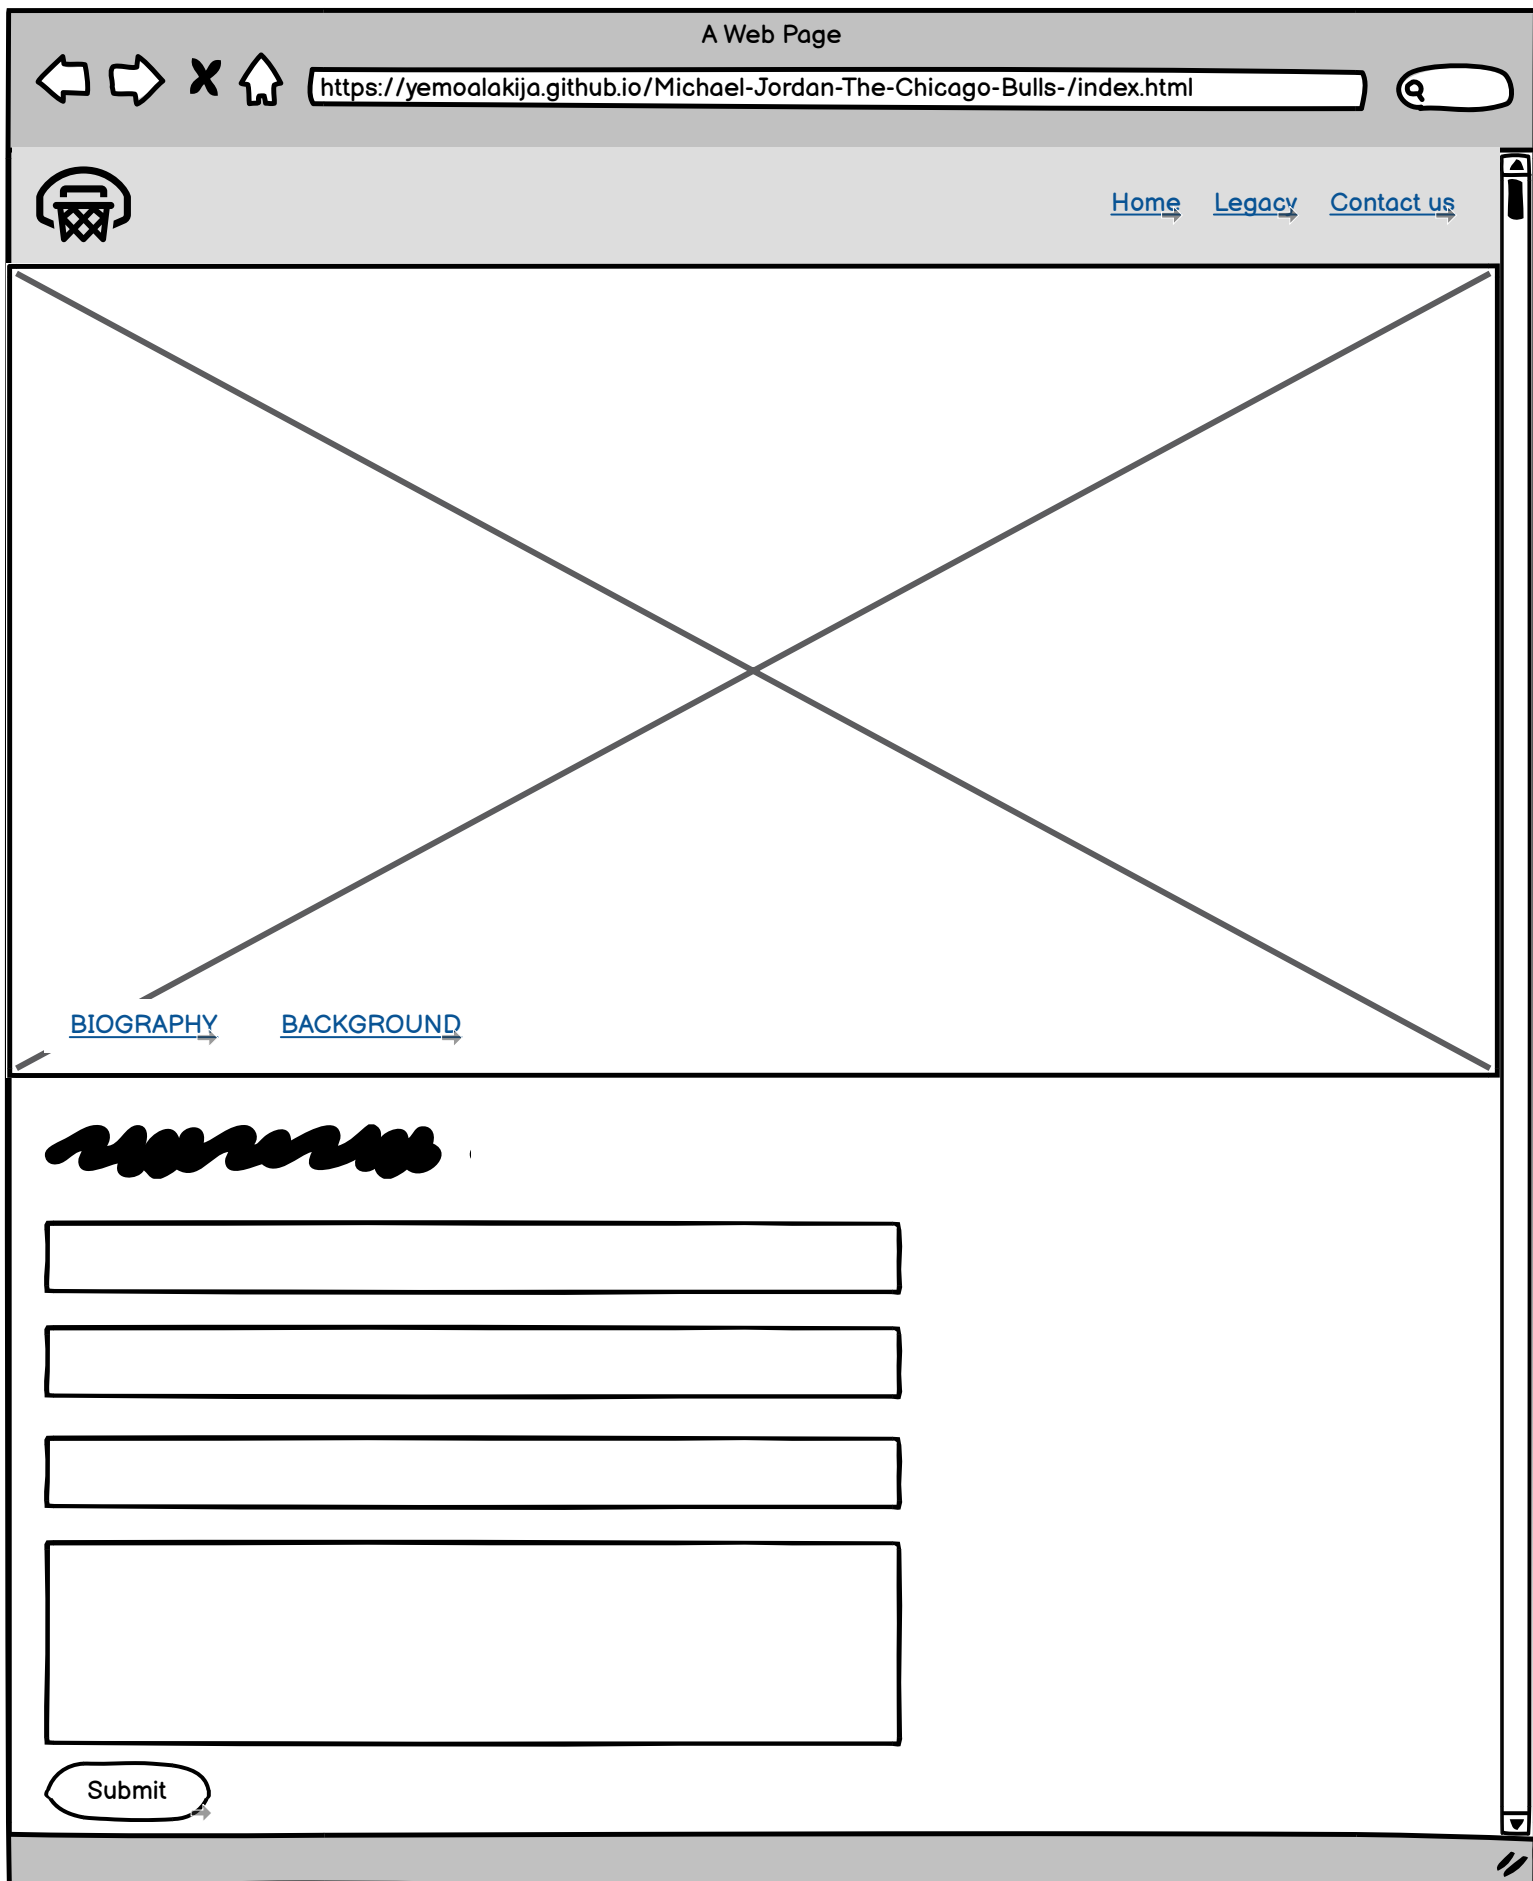 A Web Page
https://yemoalakija.github.io/Michael-Jordan-The-Chicago-Bulls-/index.html
Home Legacy Contact us
BIOGRAPHY BACKGROUND
Submit